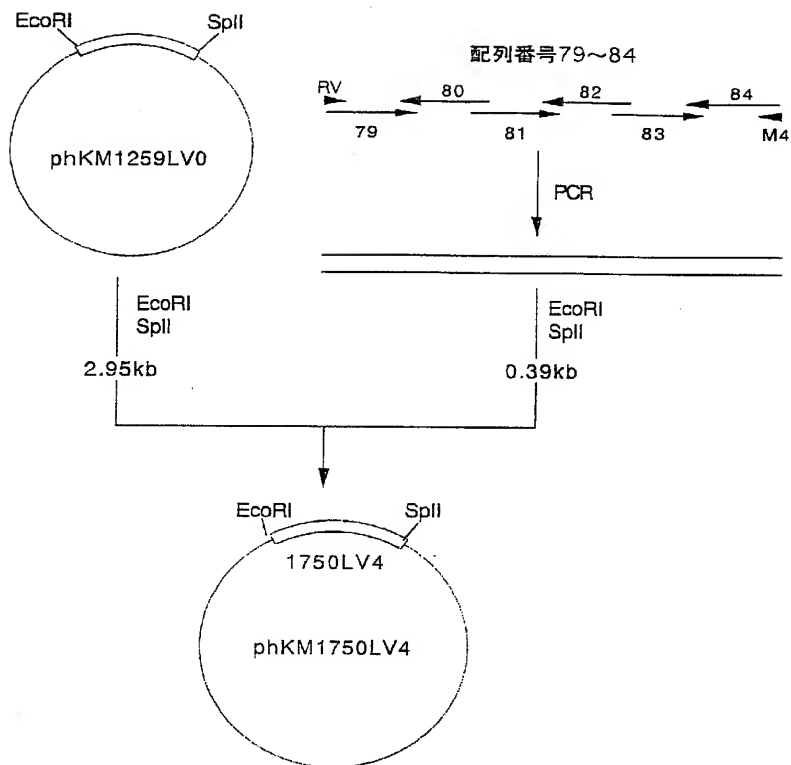 EcoRI
SplI
phKM1259LV0
配列番号79～84
RV
80
82
84
79
81
83
M4
PCR
EcoRI
SplI
2.95kb
EcoRI
SplI
0.39kb
EcoRI
SplI
1750LV4
phKM1750LV4